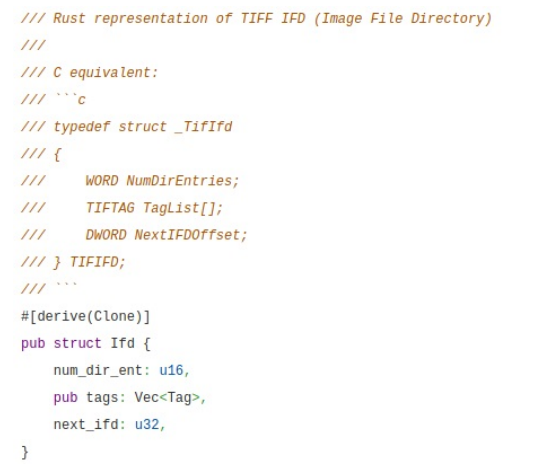 /// Rust representation of TIFF IFD (Image File Directory)
///
/// C equivalent:
/// ```c
/// typedef struct _TifIfd
/// {
///     WORD NumDirEntries;
///     TIFTAG TagList[];
///     DWORD NextIFDOffset;
/// } TIFIFD;
/// ```
#[derive(Clone)]
pub struct Ifd {
    num_dir_ent: u16,
    pub tags: Vec<Tag>,
    next_ifd: u32,
}